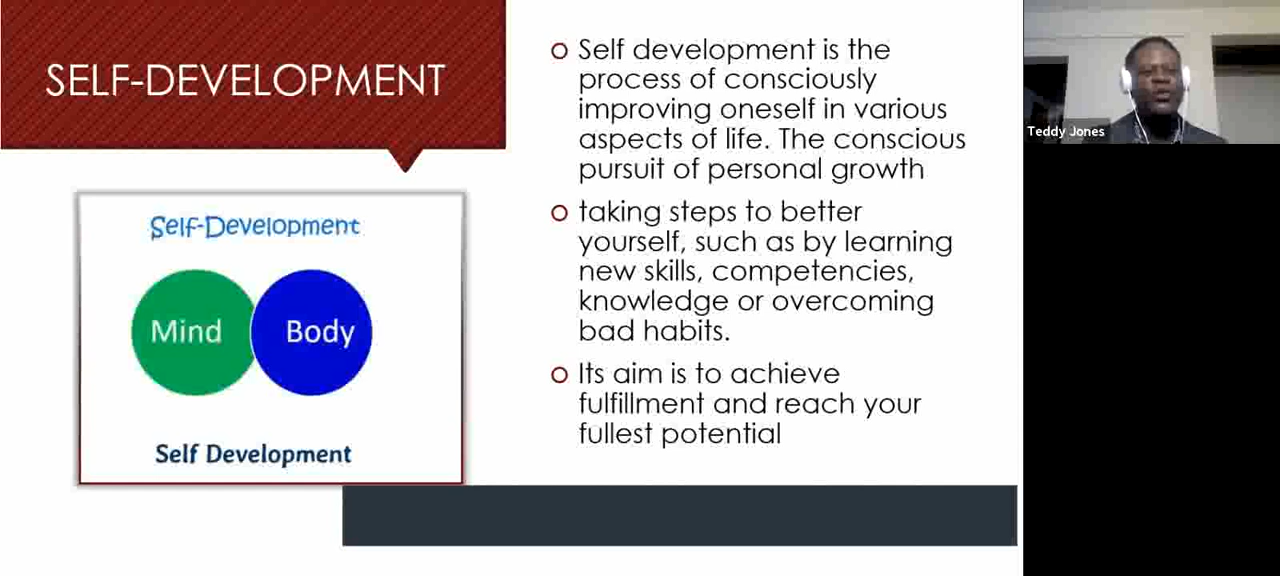 SELF-DEVELOPMENT
Self-Development
Mind
Body
Self Development
Self development is the
process of consciously
improving oneself in various
aspects of life. The conscious
pursuit of personal growth
taking steps to better
yourself, such as by learning
new skills, competencies,
knowledge or overcoming
bad habits.
Its aim is to achieve
fulfillment and reach your
fullest potential
Teddy Jones